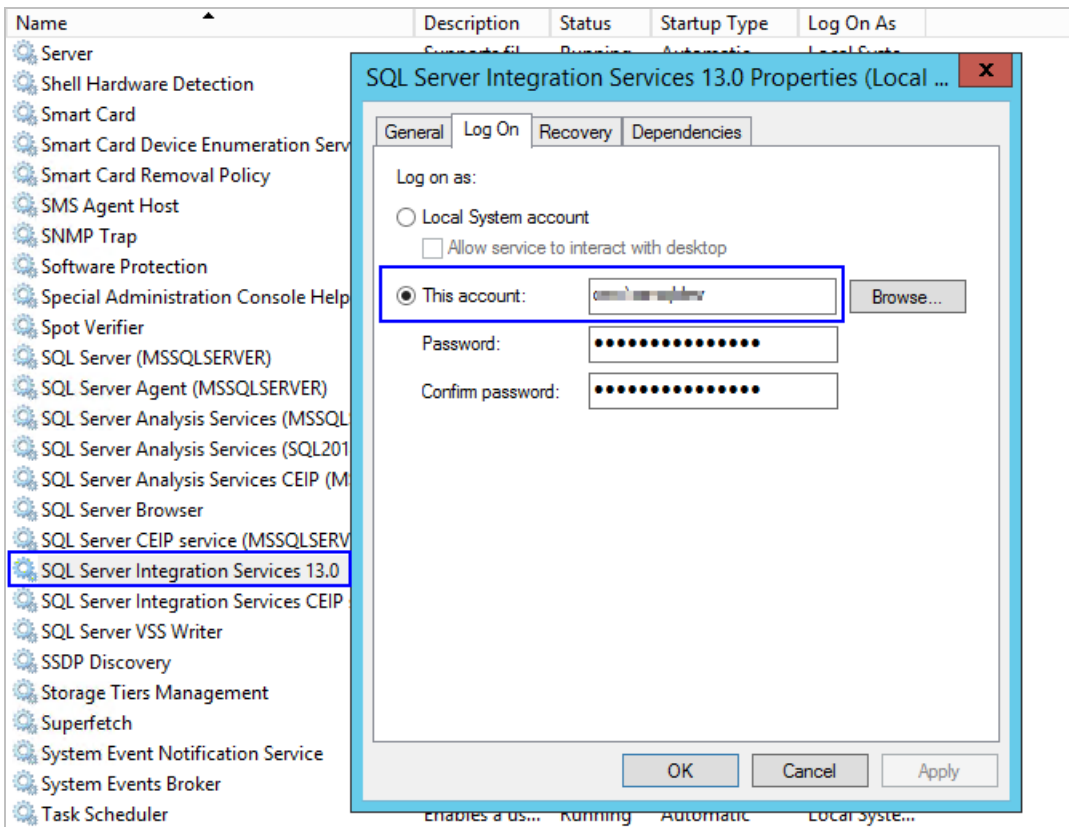 Name Description Status Startup Type Log On As
Server
Shell Hardware Detection
Smart Card
Smart Card Device Enumeration Serv
Smart Card Removal Policy
SMS Agent Host
SNMP Trap
Software Protection
Special Administration Console Help
Spot Verifier
SQL Server (MSSQLSERVER)
SQL Server Agent (MSSQLSERVER)
SQL Server Analysis Services (MSSQL
SQL Server Analysis Services (SQL201
SQL Server Analysis Services CEIP (M
SQL Server Browser
SQL Server CEIP service (MSSQLSERV
SQL Server Integration Services 13.0
SQL Server Integration Services CEIP
SQL Server VSS Writer
SSDP Discovery
Storage Tiers Management
Superfetch
System Event Notification Service
System Events Broker
Task Scheduler Enables a us... Running Automatic Local Syste...
SQL Server Integration Services 13.0 Properties (Local ... x
General Log On Recovery Dependencies
Log on as:
Local System account
Allow service to interact with desktop
This account: Browse...
Password: ●●●●●●●●●●●●●●●
Confirm password: ●●●●●●●●●●●●●●●
OK Cancel Apply